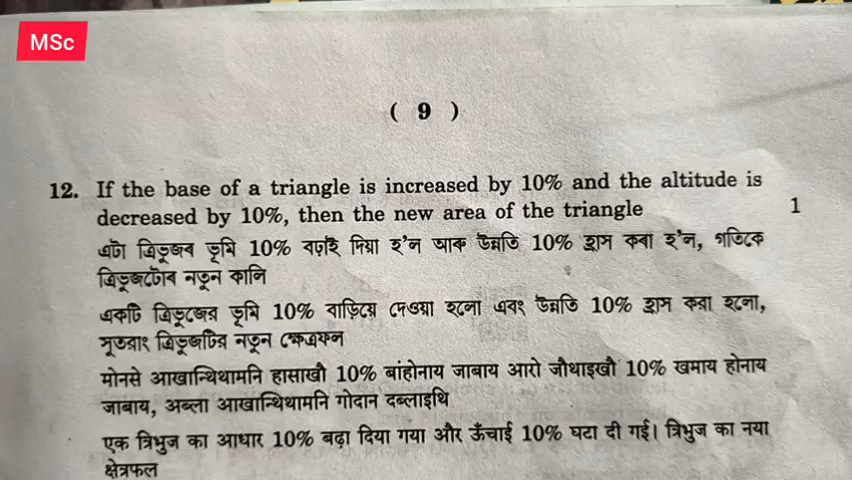 MSc
( 9 )
12. If the base of a triangle is increased by 10% and the altitude is
decreased by 10%, then the new area of the triangle 1
এটা ত্ৰিভুজৰ ভূমি 10% বঢ়াই দিয়া হ’ল আৰু উন্নতি 10% হ্ৰাস কৰা হ’ল, গতিকে
ত্ৰিভুজটোৰ নতুন কালি
একটি ত্রিভুজের ভূমি 10% বাড়িয়ে দেওয়া হলো এবং উন্নতি 10% হ্রাস করা হলো,
সুতরাং ত্রিভুজটির নতুন ক্ষেত্রফল
मोनसे आखान्थिथामनि हासाखौ 10% बांहोनाय जाबाय आरो जौथाइखौ 10% खमाय होनाय
जाबाय, अब्ला आखान्थिथामनि गोदान दब्लाइथि
एक त्रिभुज का आधार 10% बढ़ा दिया गया और ऊँचाई 10% घटा दी गई। त्रिभुज का नया
क्षेत्रफल